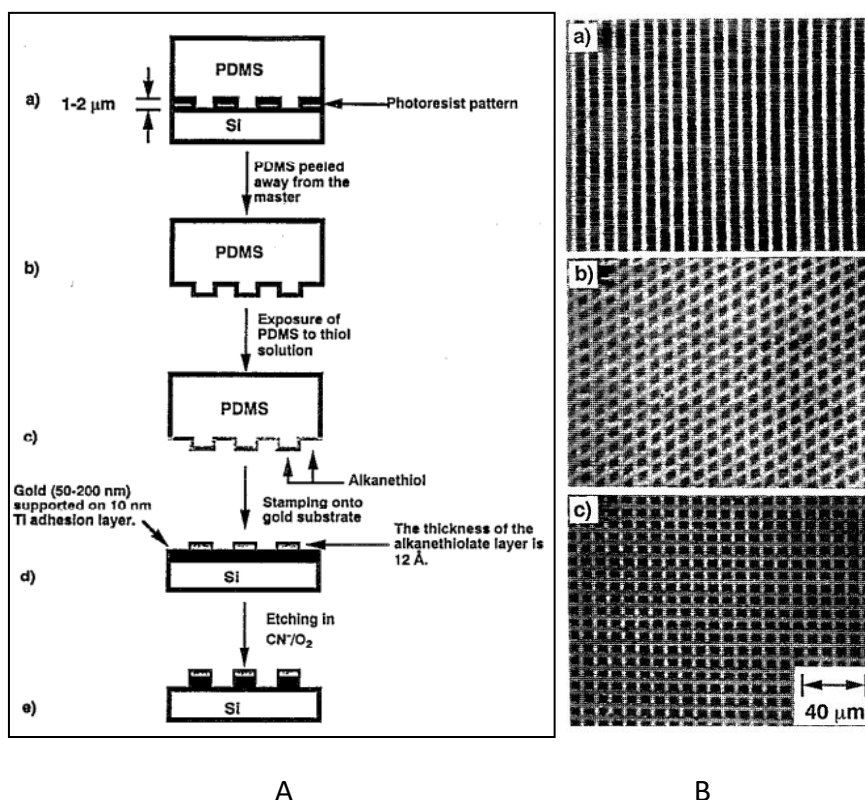 PDMS
a)
1-2 μm
Photoresist pattern
Si
PDMS peeled
away from the
master
b)
PDMS
Exposure of
PDMS to thiol
solution
c)
PDMS
Alkanethiol
Stamping onto
gold substrate
Gold (50-200 nm)
supported on 10 nm
Ti adhesion layer.
The thickness of the
alkanethiolate layer is
12 Å.
d)
Si
Etching in
CN⁻/O₂
e)
Si
A
a)
b)
c)
40 μm
B